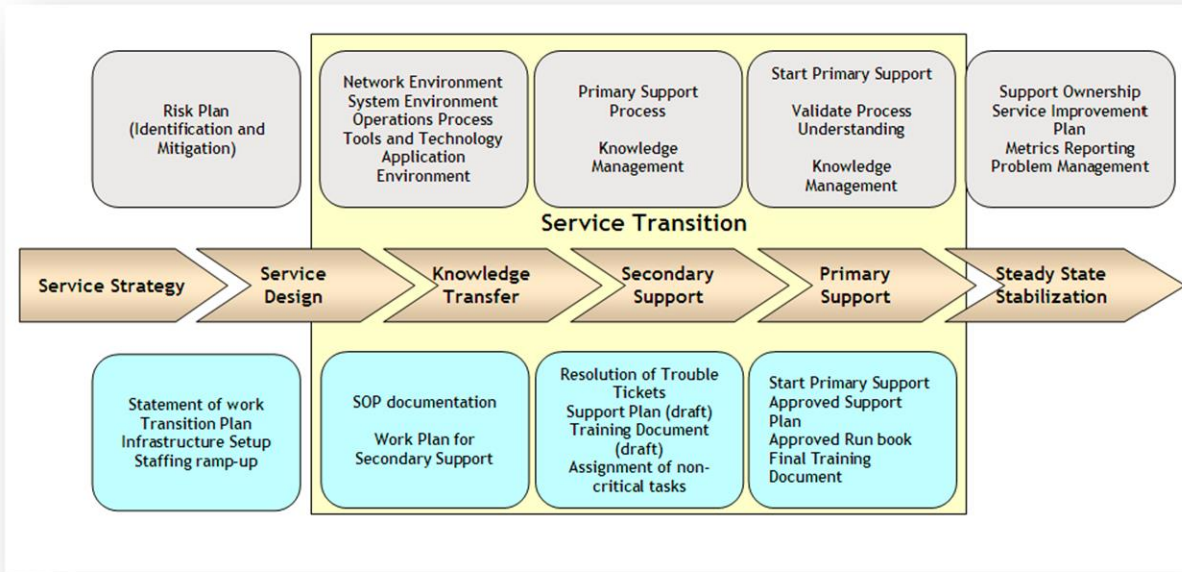 Risk Plan
(Identification and
Mitigation)
Network Environment
System Environment
Operations Process
Tools and Technology
Application
Environment
Primary Support
Process
Knowledge
Management
Start Primary Support
Validate Process
Understanding
Knowledge
Management
Support Ownership
Service Improvement
Plan
Metrics Reporting
Problem Management
Service Transition
Service Strategy
Service
Design
Knowledge
Transfer
Secondary
Support
Primary
Support
Steady State
Stabilization
Statement of work
Transition Plan
Infrastructure Setup
Staffing ramp-up
SOP documentation
Work Plan for
Secondary Support
Resolution of Trouble
Tickets
Support Plan (draft)
Training Document
(draft)
Assignment of non-
critical tasks
Start Primary Support
Approved Support
Plan
Approved Run book
Final Training
Document